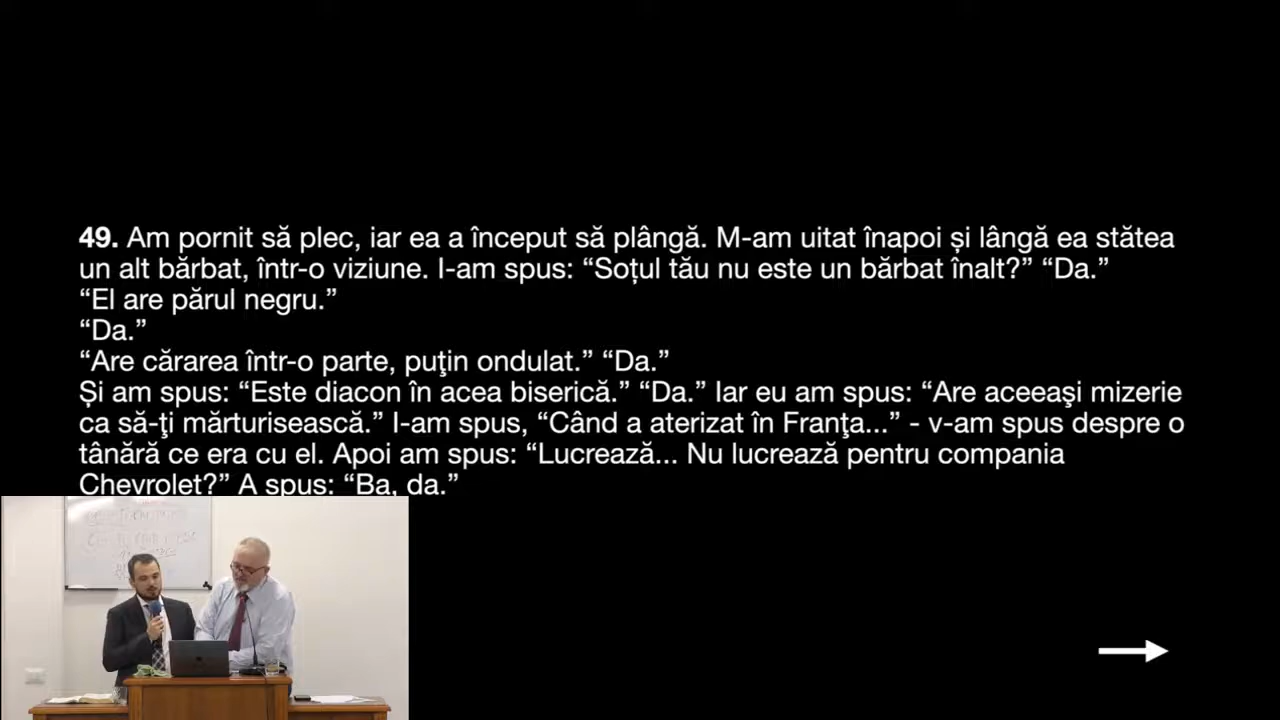 49. Am pornit să plec, iar ea a început să plângă. M-am uitat înapoi și lângă ea stătea
un alt bărbat, într-o viziune. I-am spus: “Soțul tău nu este un bărbat înalt?” “Da.”
“El are părul negru.”
“Da.”
“Are cărarea într-o parte, puţin ondulat.” “Da.”
Și am spus: “Este diacon în acea biserică.” “Da.” Iar eu am spus: “Are aceeaşi mizerie
ca să-ţi mărturisească.” I-am spus, “Când a aterizat în Franţa...” - v-am spus despre o
tânără ce era cu el. Apoi am spus: “Lucrează... Nu lucrează pentru compania
Chevrolet?” A spus: “Ba, da.”